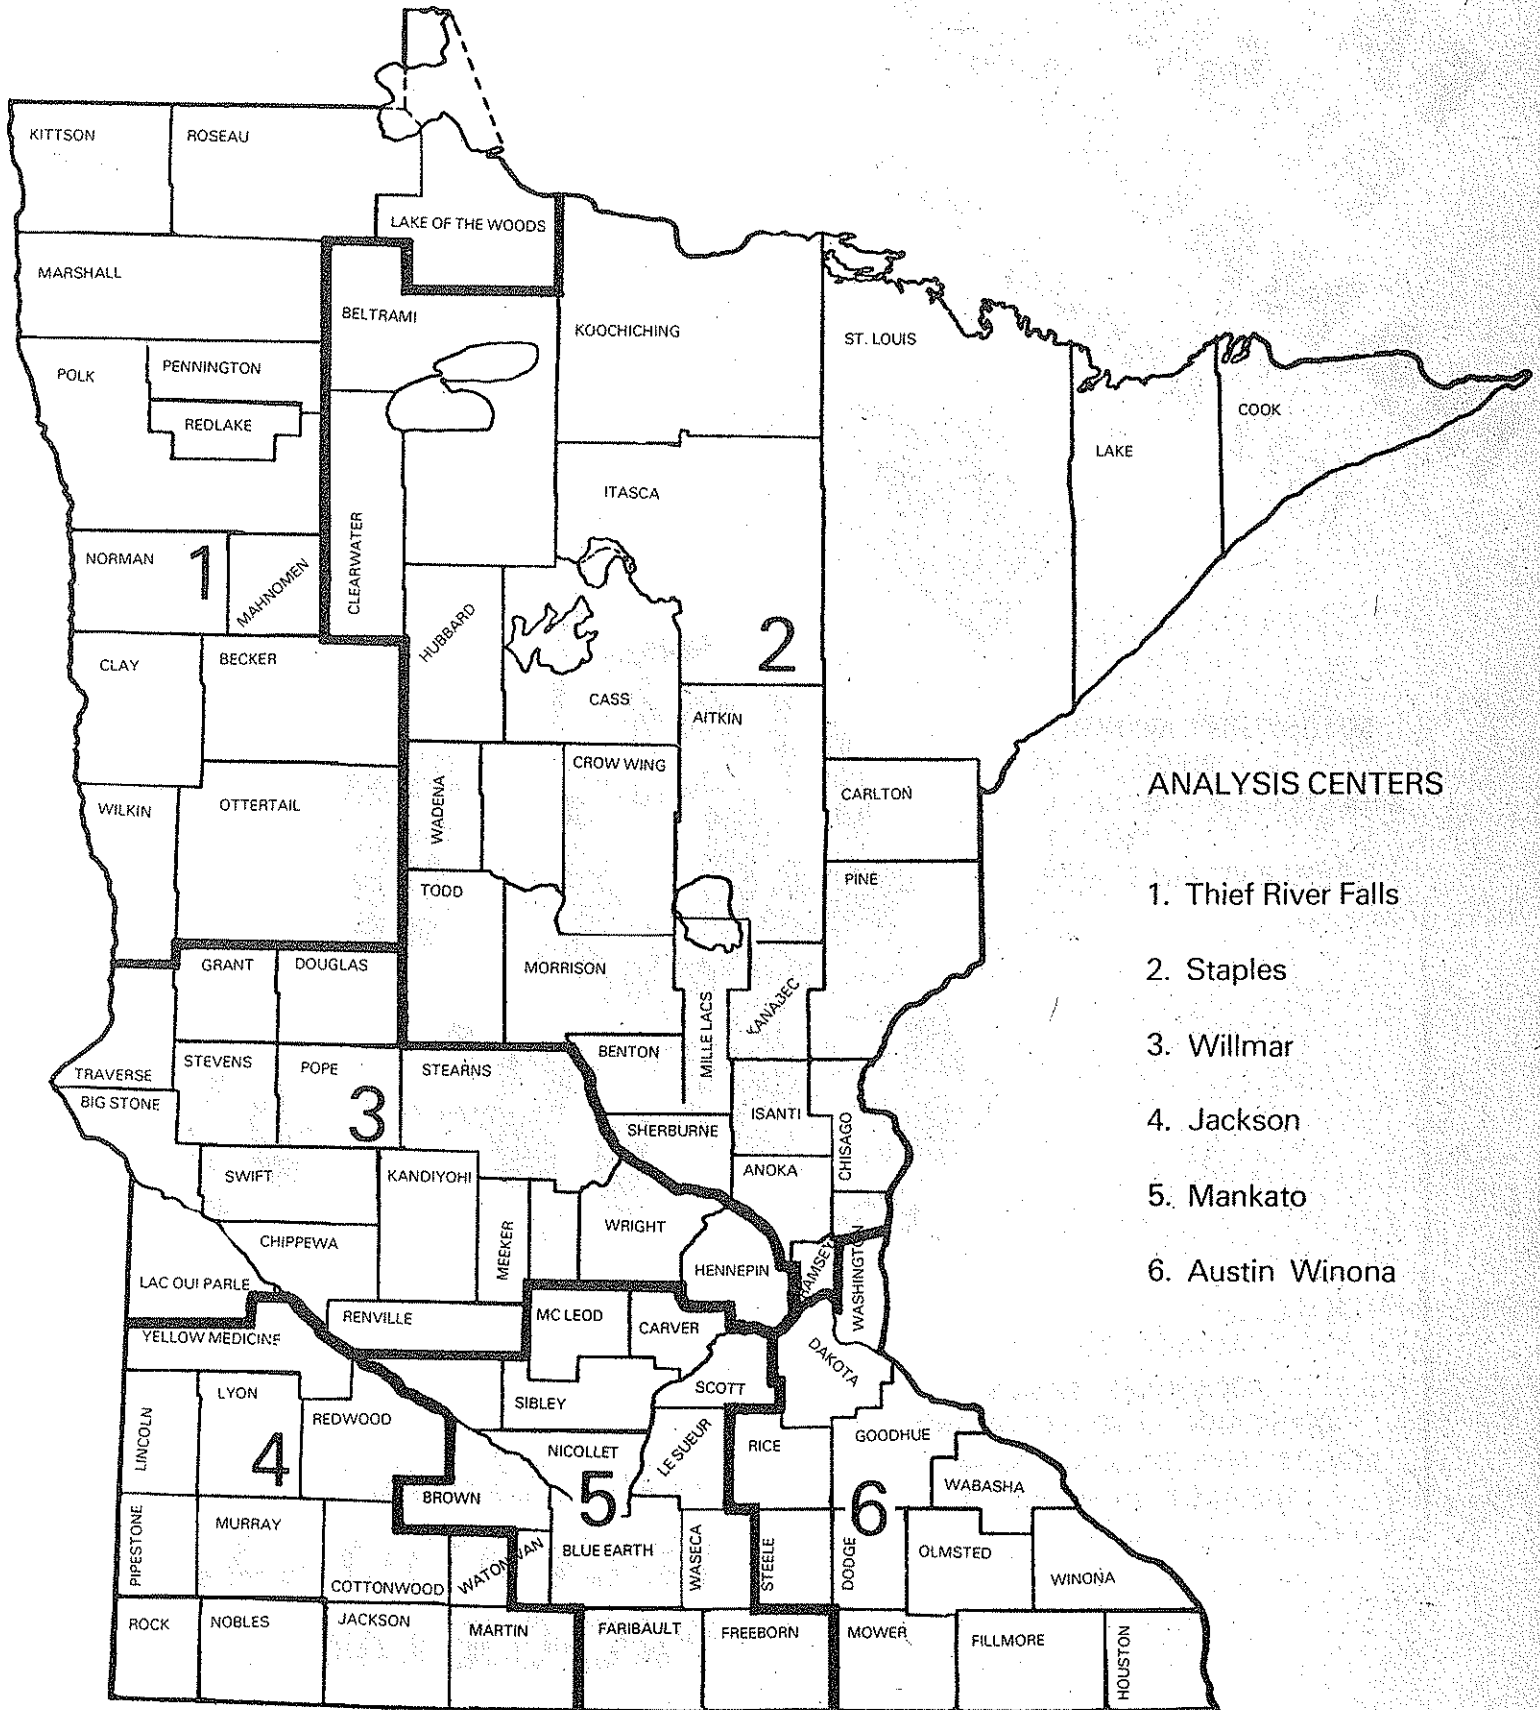 KITTSON
ROSEAU
LAKE OF THE WOODS
MARSHALL
BELTRAMI
KOOCHICHING
ST. LOUIS
POLK
PENNINGTON
REDLAKE
COOK
LAKE
ITASCA
CLEARWATER
NORMAN
1
MAHNOMEN
HUBBARD
2
CLAY
BECKER
CASS
AITKIN
CROW WING
WADENA
CARLTON
WILKIN
OTTERTAIL
TODD
PINE
GRANT
DOUGLAS
MORRISON
MILLE LACS
KANABEC
TRAVERSE
STEVENS
POPE
STEARNS
BENTON
BIG STONE
3
SHERBURNE
ISANTI
CHISAGO
SWIFT
KANDIYOHI
ANOKA
MEEKER
WRIGHT
CHIPPEWA
HENNEPIN
RAMSEY
WASHINGTON
LAC QUI PARLE
RENVILLE
MC LEOD
CARVER
YELLOW MEDICINE
DAKOTA
LYON
SCOTT
SIBLEY
LINCOLN
REDWOOD
4
NICOLLET
LE SUEUR
RICE
GOODHUE
BROWN
5
6
WABASHA
PIPESTONE
MURRAY
COTTONWOOD
WATONWAN
BLUE EARTH
WASECA
STEELE
DODGE
OLMSTED
WINONA
ROCK
NOBLES
JACKSON
MARTIN
FARIBAULT
FREEBORN
MOWER
FILLMORE
HOUSTON
ANALYSIS CENTERS
1. Thief River Falls
2. Staples
3. Willmar
4. Jackson
5. Mankato
6. Austin Winona